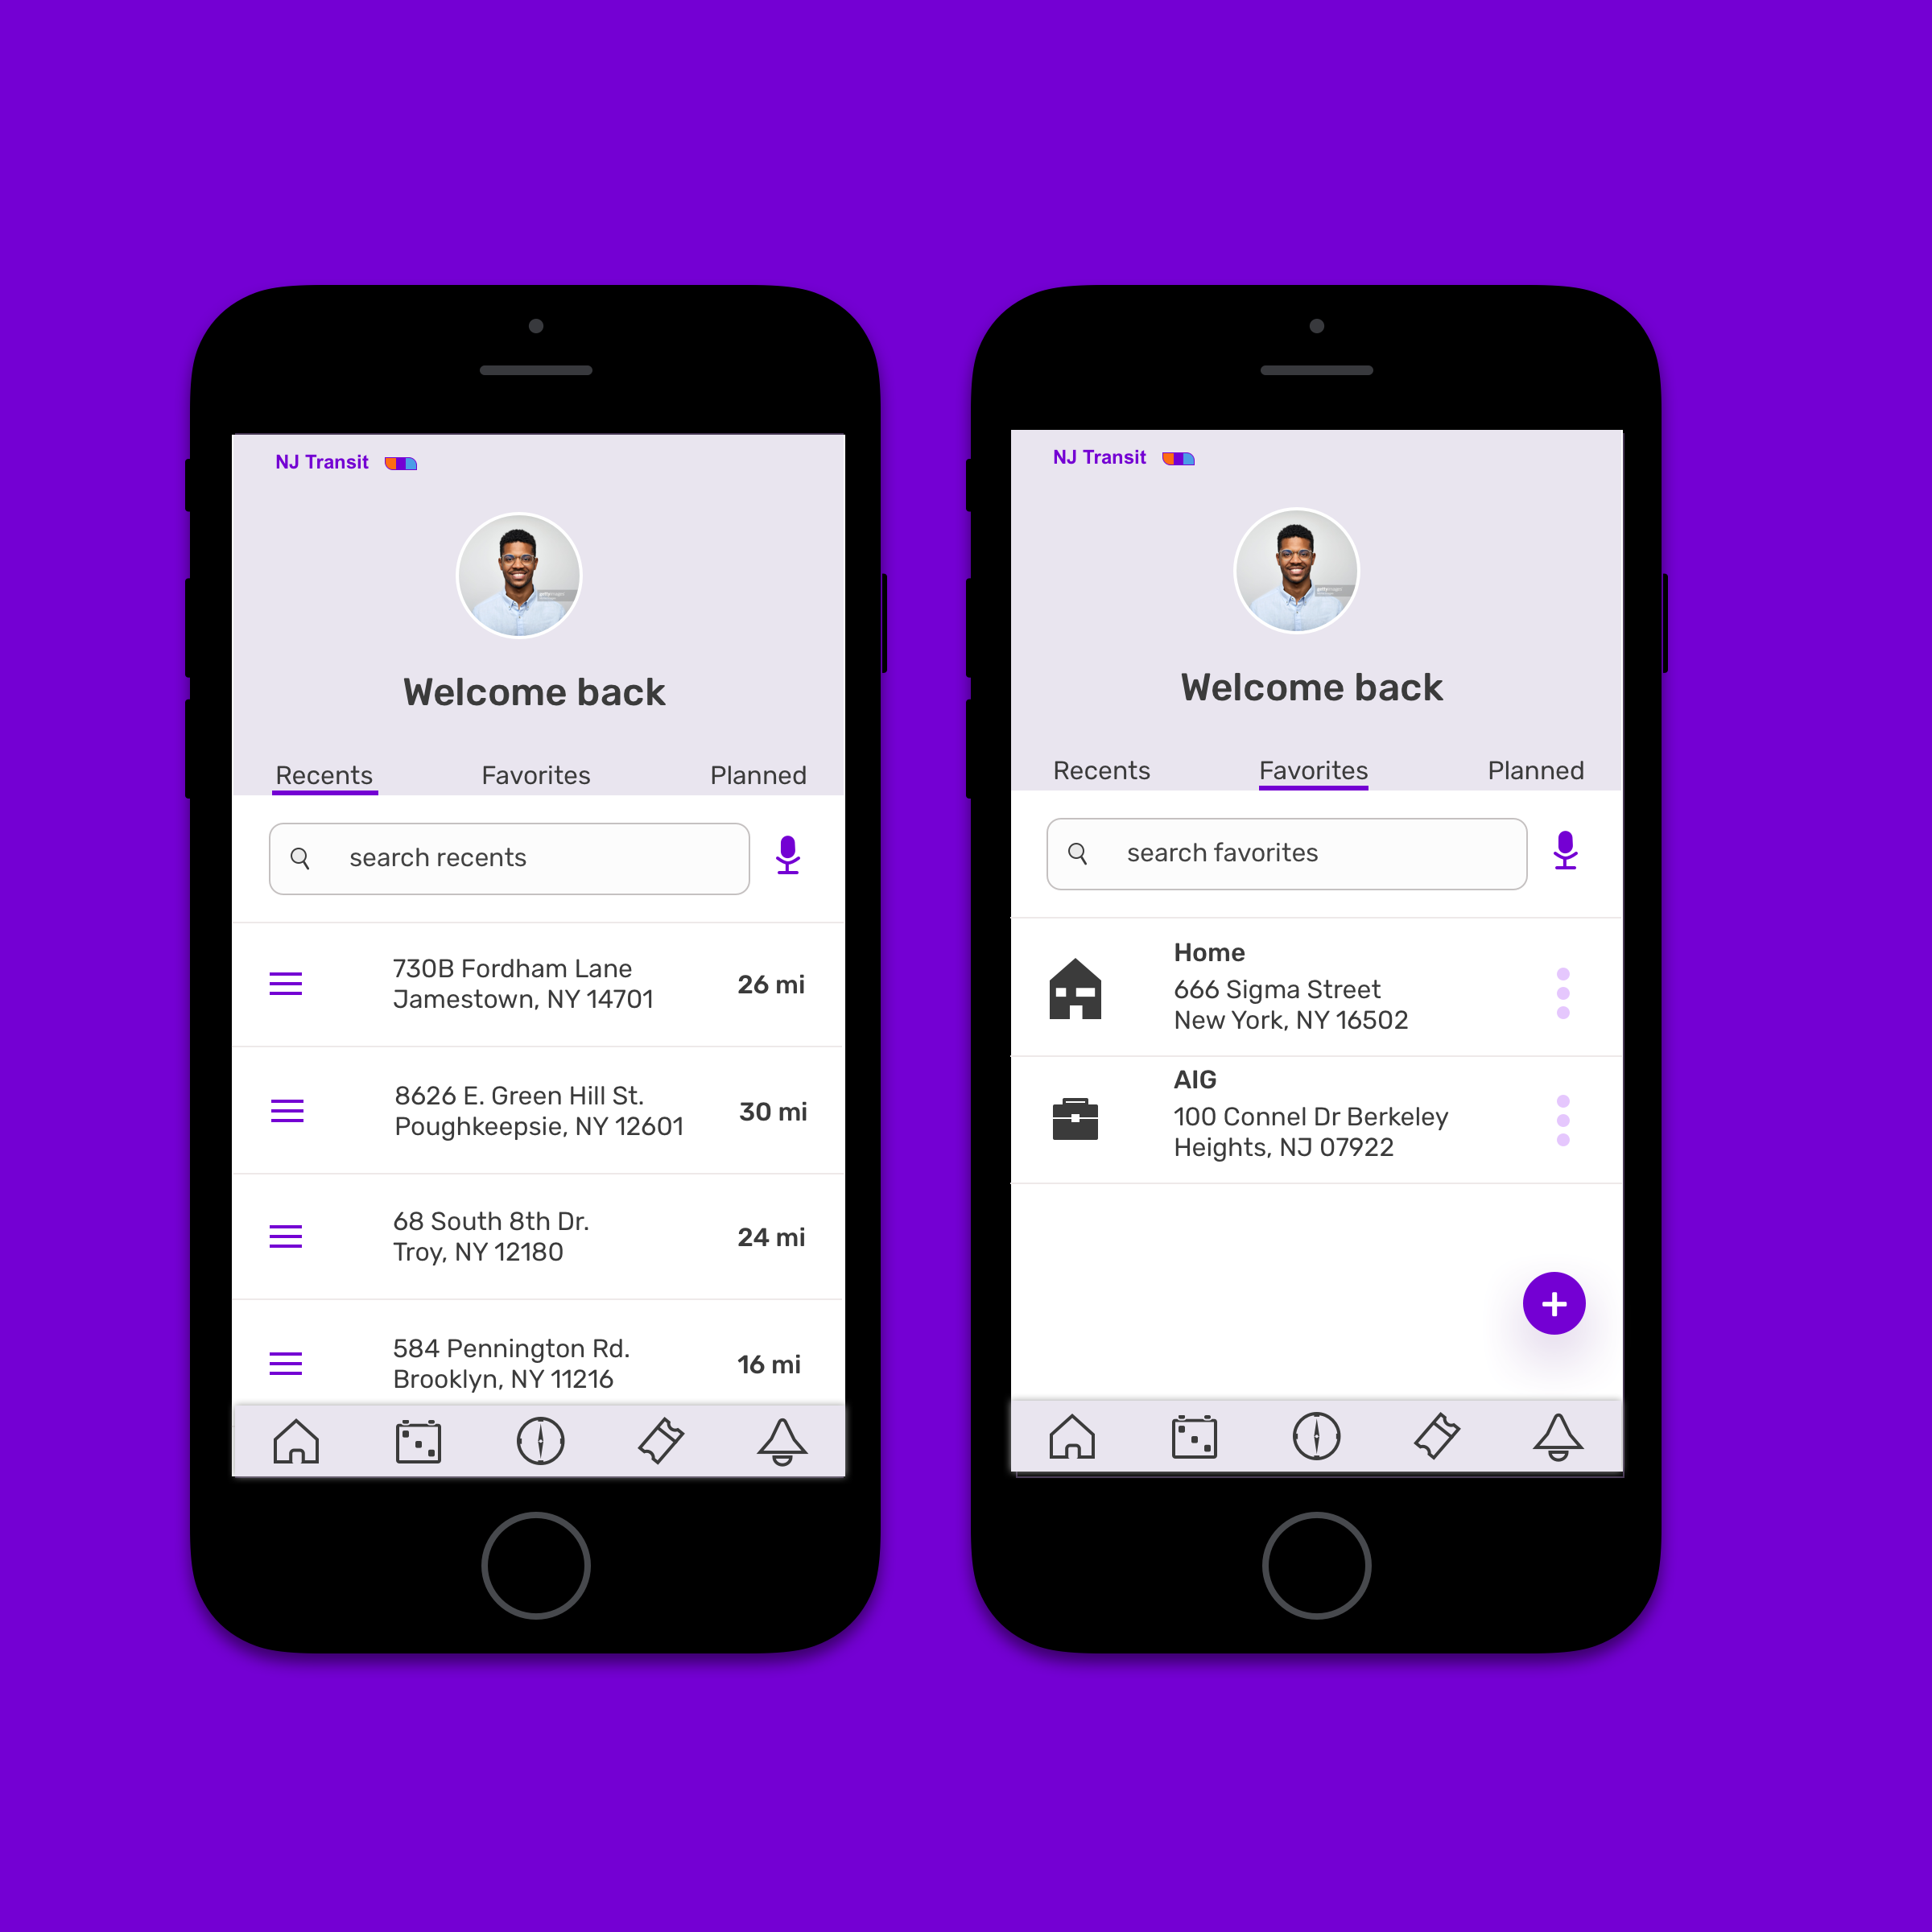 NJ Transit
gettyimages
Welcome back
Recents
Favorites
Planned
search recents
730B Fordham Lane
Jamestown, NY 14701
26 mi
8626 E. Green Hill St.
Poughkeepsie, NY 12601
30 mi
68 South 8th Dr.
Troy, NY 12180
24 mi
584 Pennington Rd.
Brooklyn, NY 11216
16 mi
NJ Transit
gettyimages
Welcome back
Recents
Favorites
Planned
search favorites
Home
666 Sigma Street
New York, NY 16502
AIG
100 Connel Dr Berkeley
Heights, NJ 07922